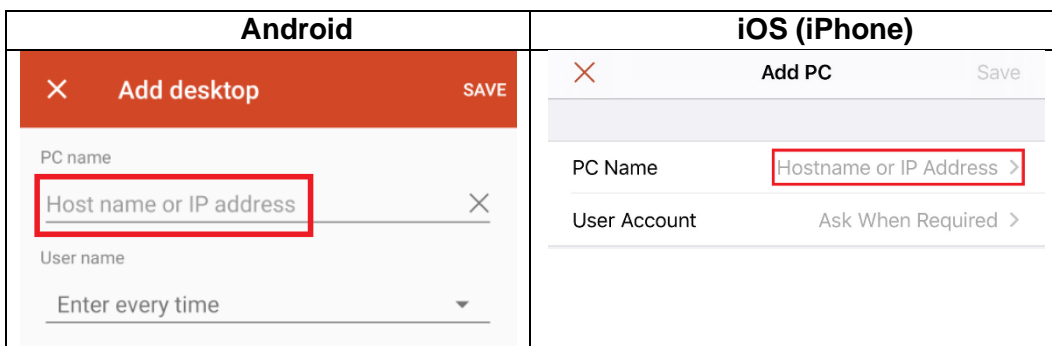 Android
iOS (iPhone)
Add desktop
SAVE
PC name
Host name or IP address
User name
Enter every time
Add PC
Save
PC Name
Hostname or IP Address
User Account
Ask When Required